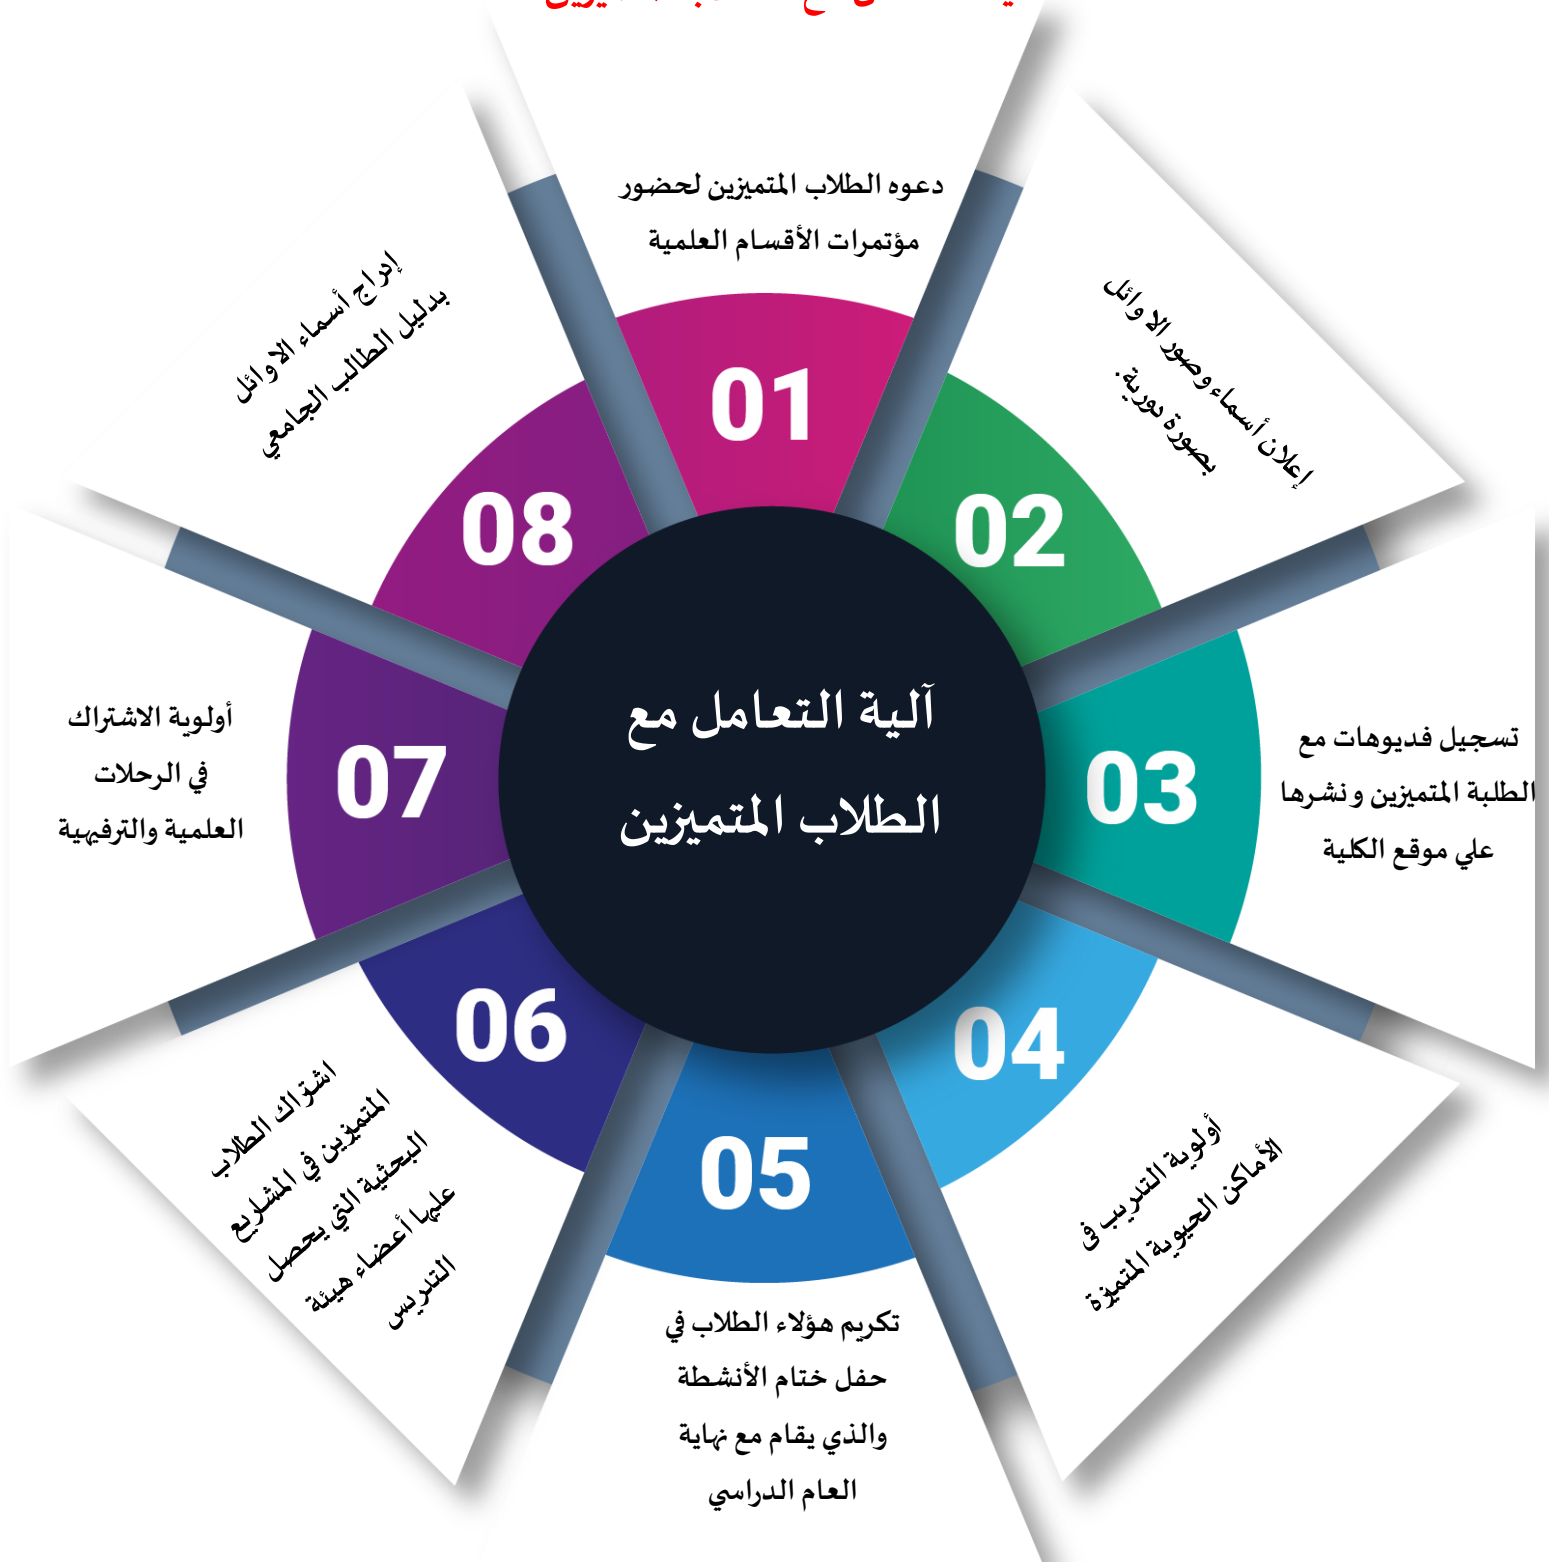 دعوه الطلاب المتميزين لحضور
مؤتمرات الأقسام العلمية
01
إعلان أسماء وصور الاوائل
بصورة دورية.
02
تسجيل فديوهات مع
الطلبة المتميزين ونشرها
علي موقع الكلية
03
أولوية التدريب فى
الأماكن الحيوية المتميزة
04
تكريم هؤلاء الطلاب في
حفل ختام الأنشطة
والذي يقام مع نهاية
العام الدراسي
05
اشتراك الطلاب
المتميزين في المشاريع
البحثية التي يحصل
عليها أعضاء هيئة
التدريس
06
أولوية الاشتراك
في الرحلات
العلمية والترفيهية
07
إدراج أسماء الاوائل
بدليل الطالب الجامعي
08
آلية التعامل مع
الطلاب المتميزين